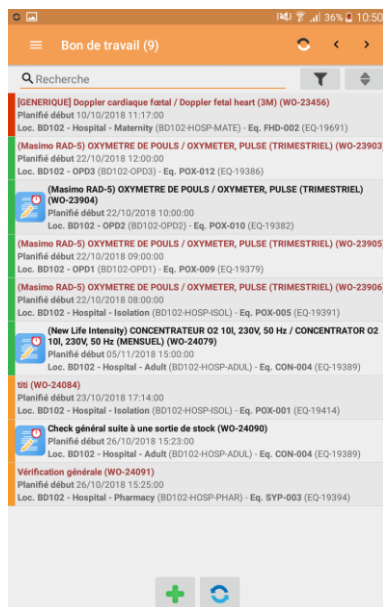 36% 10:50
Bon de travail (9)
Recherche
[GENERIQUE] Doppler cardiaque fœtal / Doppler fetal heart (3M) (WO-23456)
Planifié début 10/10/2018 11:17:00
Loc. BD102 - Hospital - Maternity (BD102-HOSP-MATE) - Eq. FHD-002 (EQ-19691)
(Masimo RAD-5) OXYMETRE DE POULS / OXYMETER, PULSE (TRIMESTRIEL) (WO-23903)
Planifié début 22/10/2018 12:00:00
Loc. BD102 - OPD3 (BD102-OPD3) - Eq. POX-012 (EQ-19386)
(Masimo RAD-5) OXYMETRE DE POULS / OXYMETER, PULSE (TRIMESTRIEL)
(WO-23904)
Planifié début 22/10/2018 10:00:00
Loc. BD102 - OPD2 (BD102-OPD2) - Eq. POX-010 (EQ-19382)
(Masimo RAD-5) OXYMETRE DE POULS / OXYMETER, PULSE (TRIMESTRIEL) (WO-23905)
Planifié début 22/10/2018 09:00:00
Loc. BD102 - OPD1 (BD102-OPD1) - Eq. POX-009 (EQ-19379)
(Masimo RAD-5) OXYMETRE DE POULS / OXYMETER, PULSE (TRIMESTRIEL) (WO-23906)
Planifié début 22/10/2018 08:00:00
Loc. BD102 - Hospital - Isolation (BD102-HOSP-ISOL) - Eq. POX-005 (EQ-19391)
(New Life Intensity) CONCENTRATEUR O2 10l, 230V, 50 Hz / CONCENTRATOR O2
10l, 230V, 50 Hz (MENSUEL) (WO-24079)
Planifié début 05/11/2018 15:00:00
Loc. BD102 - Hospital - Adult (BD102-HOSP-ADUL) - Eq. CON-004 (EQ-19389)
titi (WO-24084)
Planifié début 23/10/2018 17:14:00
Loc. BD102 - Hospital - Isolation (BD102-HOSP-ISOL) - Eq. POX-001 (EQ-19414)
Check général suite à une sortie de stock (WO-24090)
Planifié début 26/10/2018 15:23:00
Loc. BD102 - Hospital - Adult (BD102-HOSP-ADUL) - Eq. CON-004 (EQ-19389)
Vérification générale (WO-24091)
Planifié début 26/10/2018 15:25:00
Loc. BD102 - Hospital - Pharmacy (BD102-HOSP-PHAR) - Eq. SYP-003 (EQ-19394)